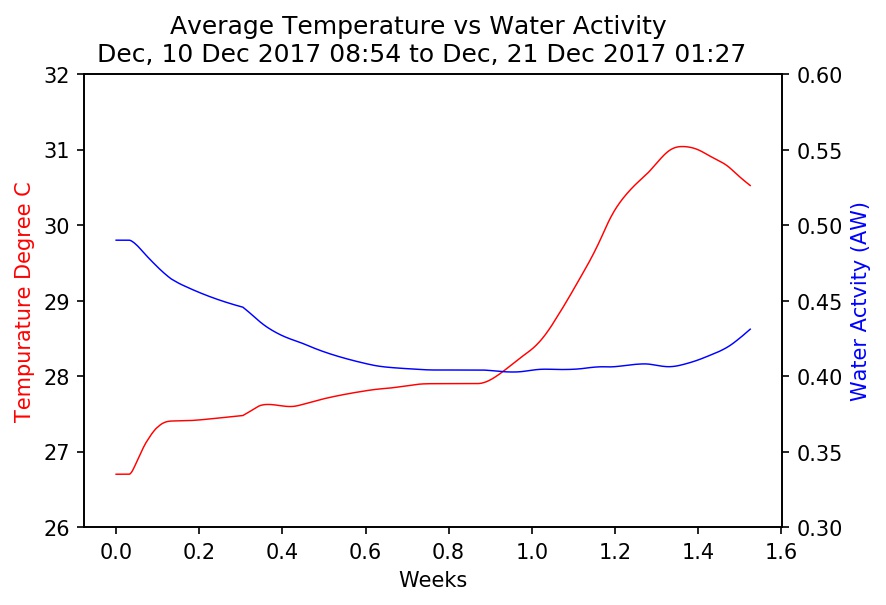 Average Temperature vs Water Activity
Dec, 10 Dec 2017 08:54 to Dec, 21 Dec 2017 01:27
32
31
30
29
28
27
26
Tempurature Degree C
0.60
0.55
0.50
0.45
0.40
0.35
0.30
Water Actvity (AW)
0.0 0.2 0.4 0.6 0.8 1.0 1.2 1.4 1.6
Weeks